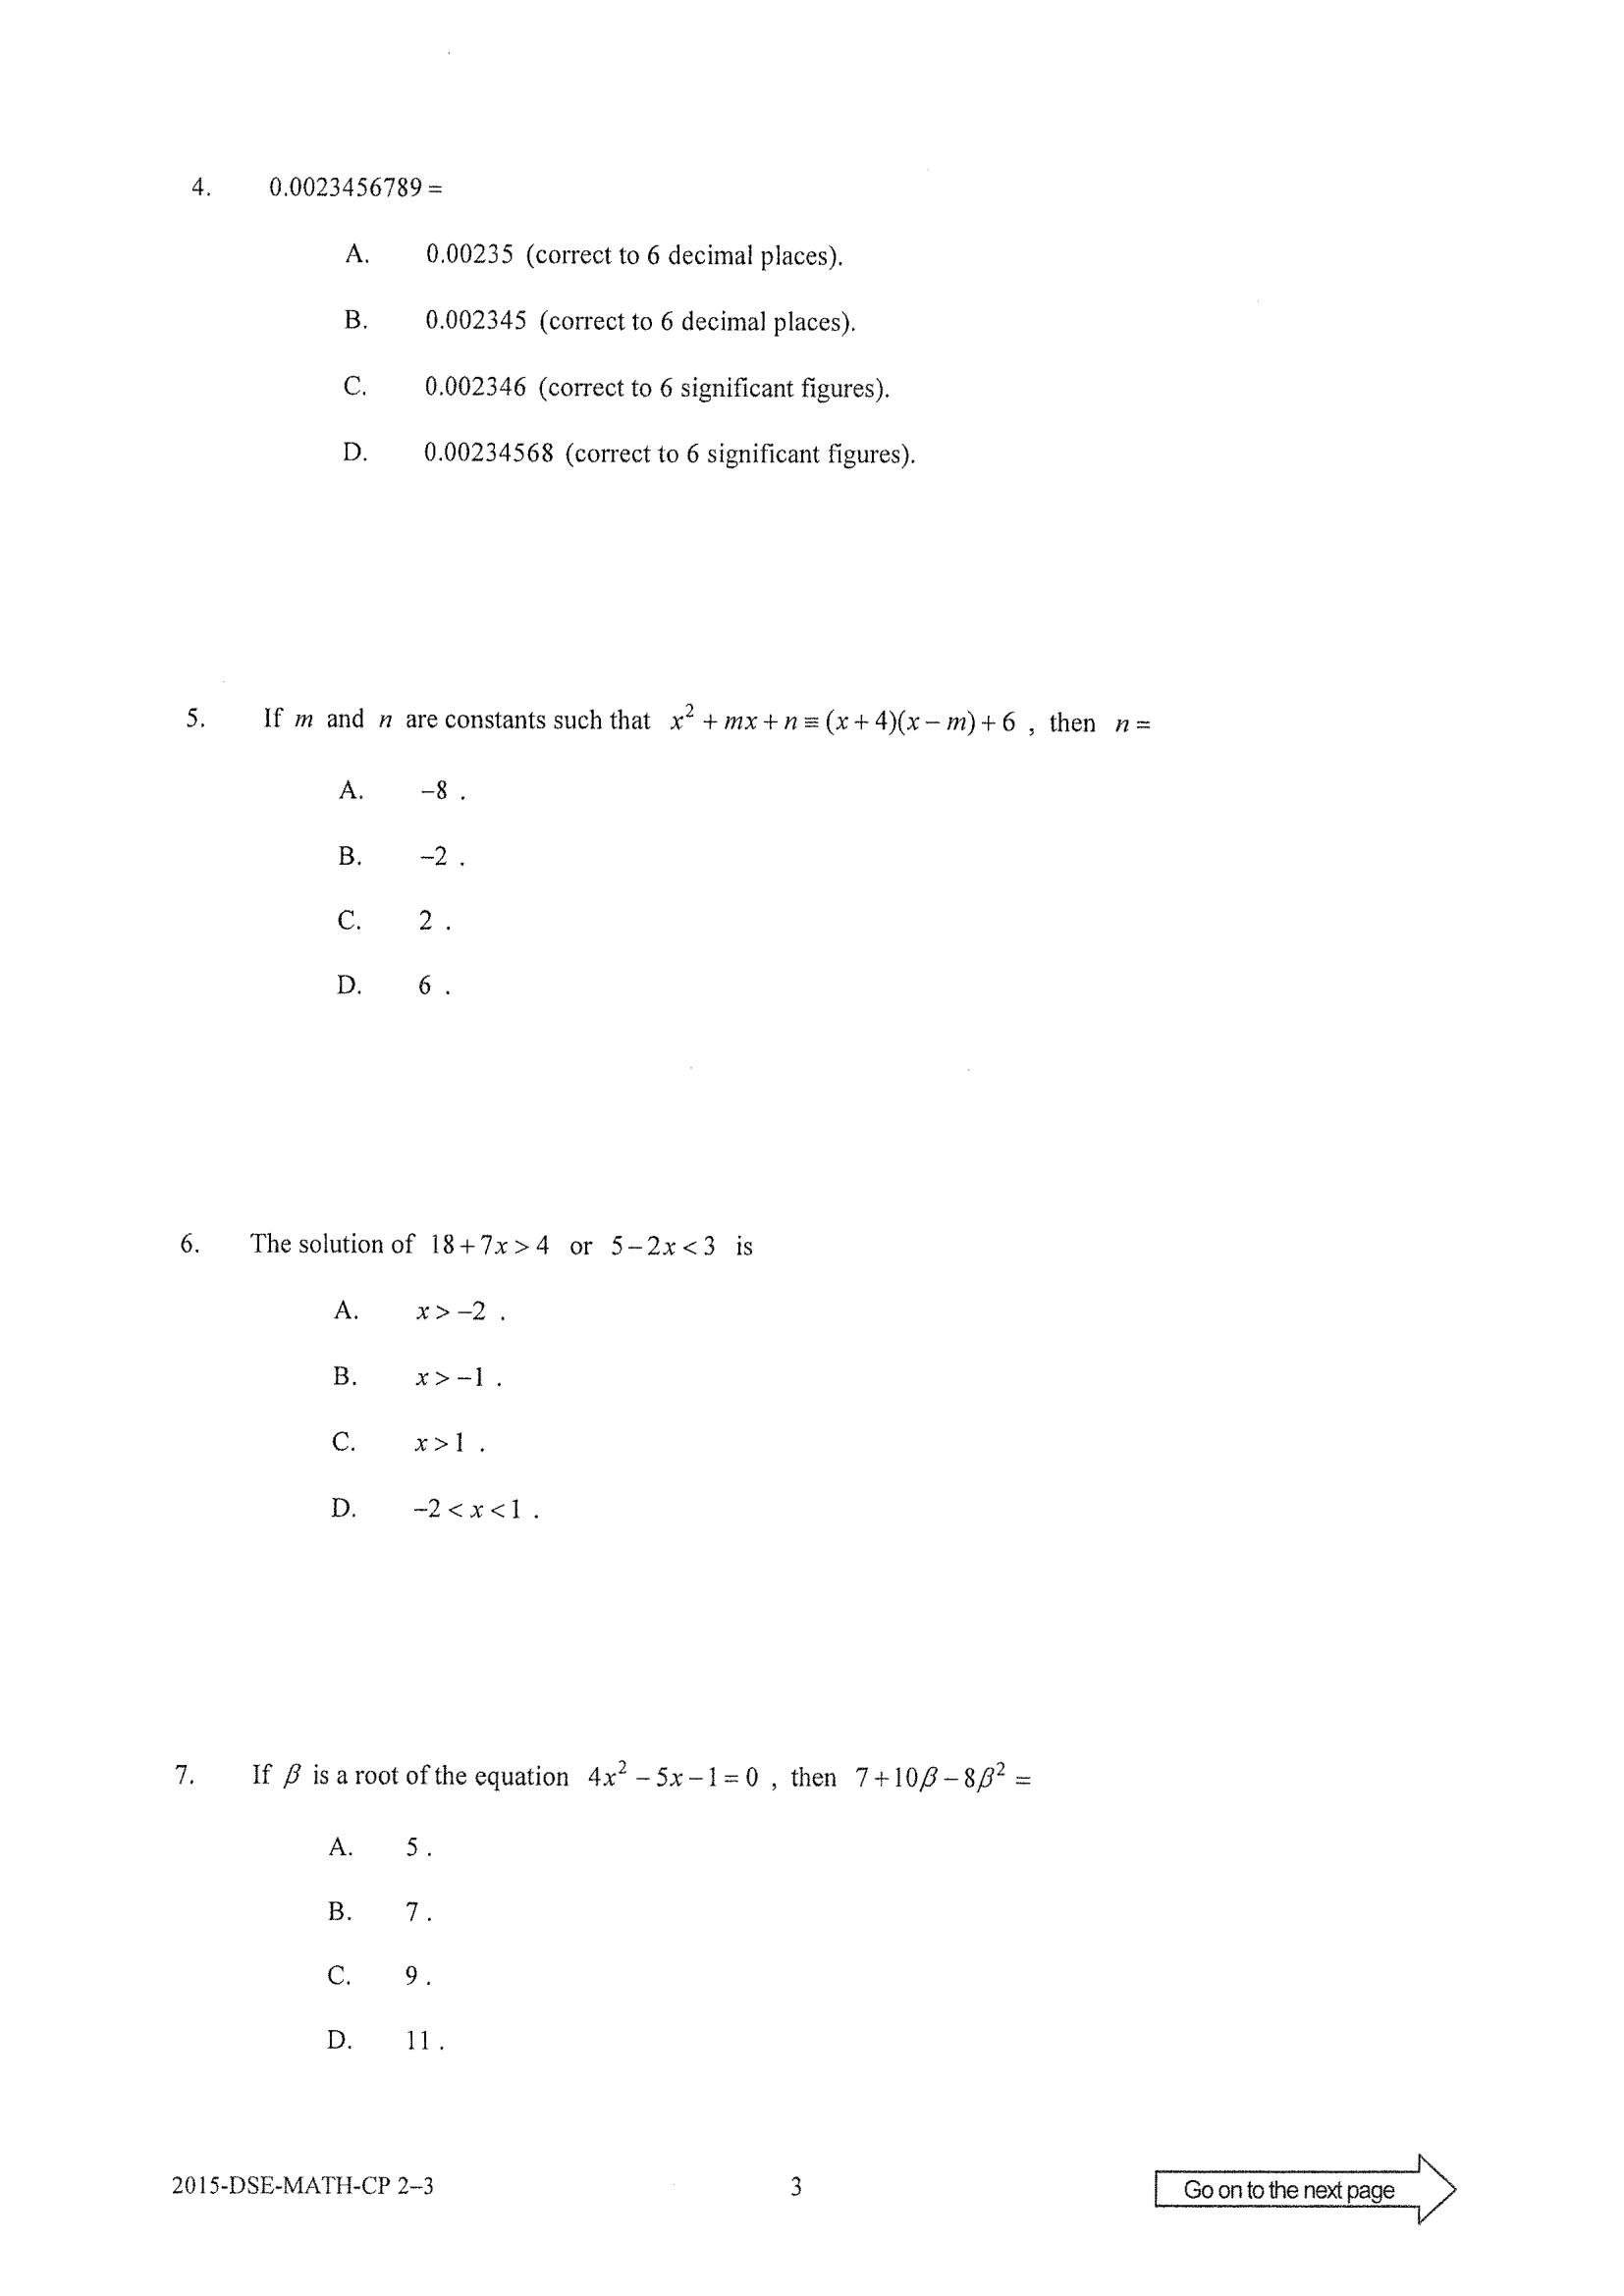 4. 0.0023456789 =
A. 0.00235 (correct to 6 decimal places).
B. 0.002345 (correct to 6 decimal places).
C. 0.002346 (correct to 6 significant figures).
D. 0.00234568 (correct to 6 significant figures).
5. If m and n are constants such that x² + mx + n ≡ (x + 4)(x − m) + 6 , then n =
A. −8 .
B. −2 .
C. 2 .
D. 6 .
6. The solution of 18 + 7x > 4 or 5 − 2x < 3 is
A. x > −2 .
B. x > −1 .
C. x > 1 .
D. −2 < x < 1 .
7. If β is a root of the equation 4x² − 5x − 1 = 0 , then 7 + 10β − 8β² =
A. 5 .
B. 7 .
C. 9 .
D. 11 .
2015-DSE-MATH-CP 2–3 3 Go on to the next page